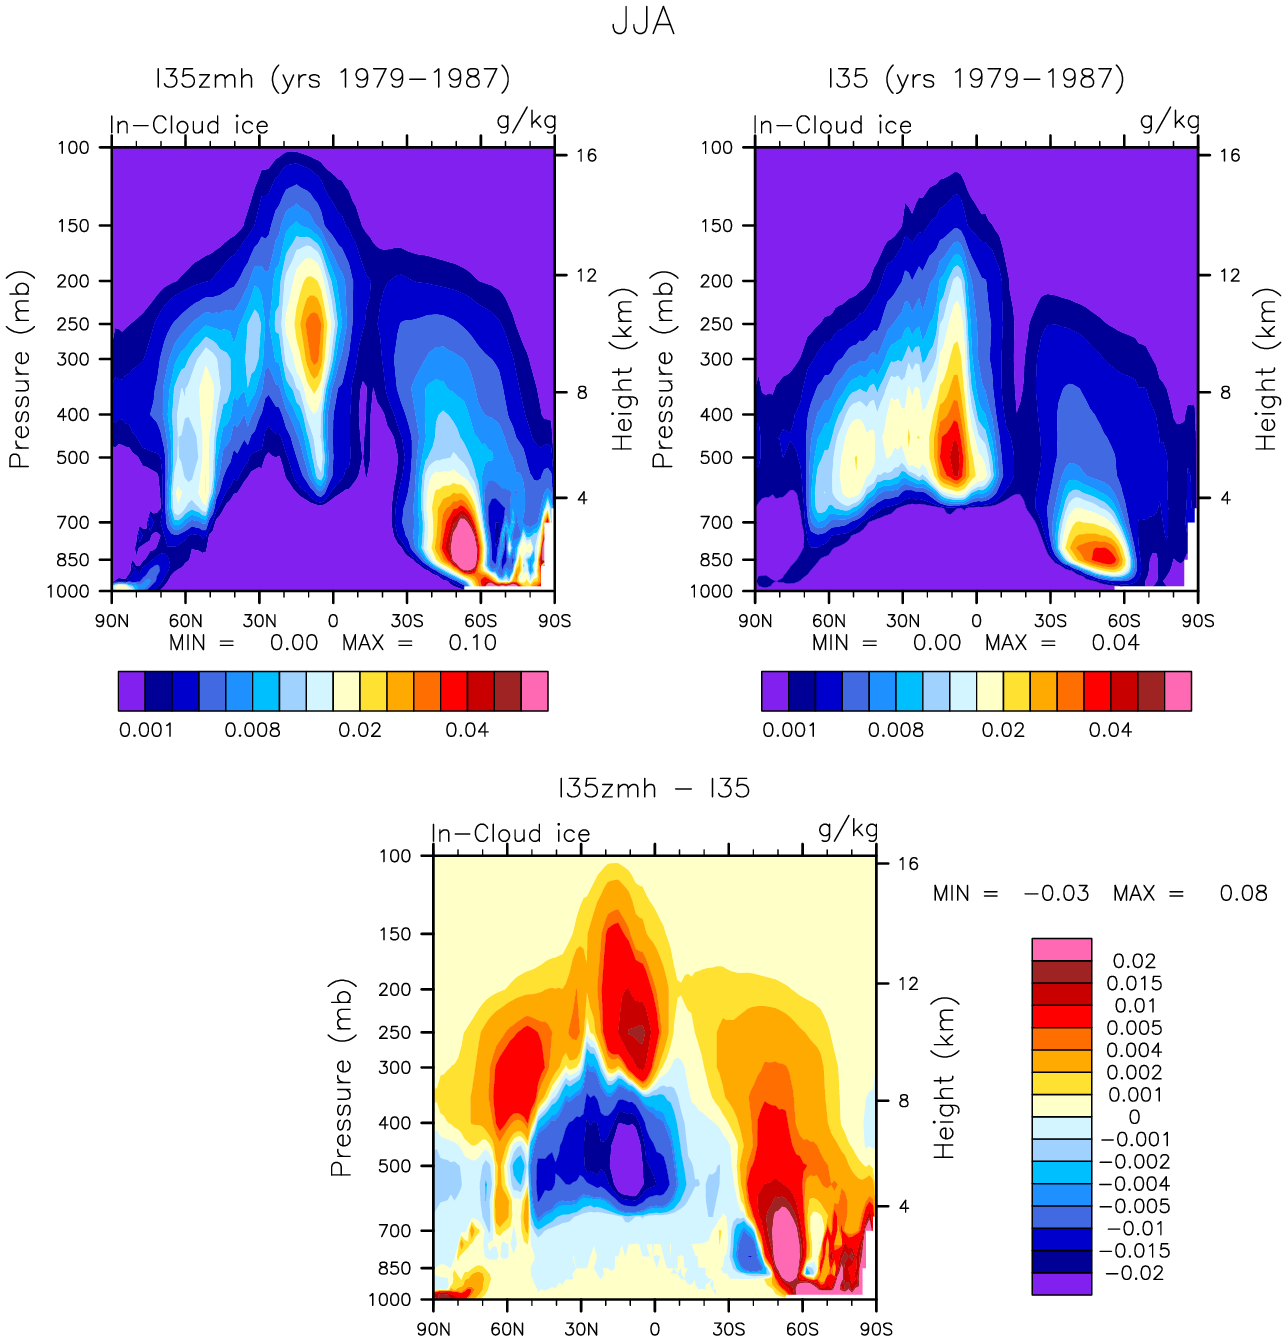 JJA
I35zmh (yrs 1979-1987)
In-Cloud ice g/kg
100
150
200
250
300
400
500
700
850
1000
Pressure (mb)
16
12
8
4
Height (km)
90N 60N 30N 0 30S 60S 90S
MIN = 0.00 MAX = 0.10
0.001 0.008 0.02 0.04
I35 (yrs 1979-1987)
In-Cloud ice g/kg
100
150
200
250
300
400
500
700
850
1000
Pressure (mb)
16
12
8
4
Height (km)
90N 60N 30N 0 30S 60S 90S
MIN = 0.00 MAX = 0.04
0.001 0.008 0.02 0.04
I35zmh - I35
In-Cloud ice g/kg
100
150
200
250
300
400
500
700
850
1000
Pressure (mb)
16
12
8
4
Height (km)
90N 60N 30N 0 30S 60S 90S
MIN = -0.03 MAX = 0.08
0.02
0.015
0.01
0.005
0.004
0.002
0.001
0
-0.001
-0.002
-0.004
-0.005
-0.01
-0.015
-0.02